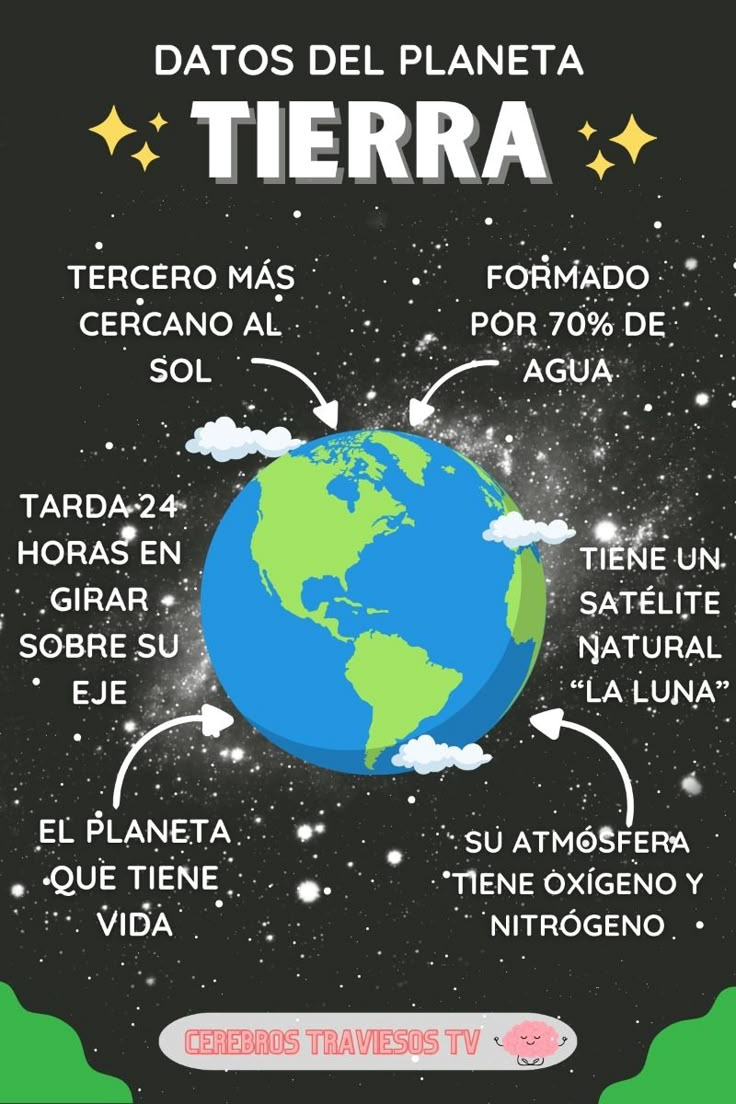 DATOS DEL PLANETA
TIERRA
TERCERO MÁS
CERCANO AL
SOL
FORMADO
POR 70% DE
AGUA
TARDA 24
HORAS EN
GIRAR
SOBRE SU
EJE
TIENE UN
SATÉLITE
NATURAL
“LA LUNA”
EL PLANETA
QUE TIENE
VIDA
SU ATMÓSFERA
TIENE OXÍGENO Y
NITRÓGENO
CEREBROS TRAVIESOS TV